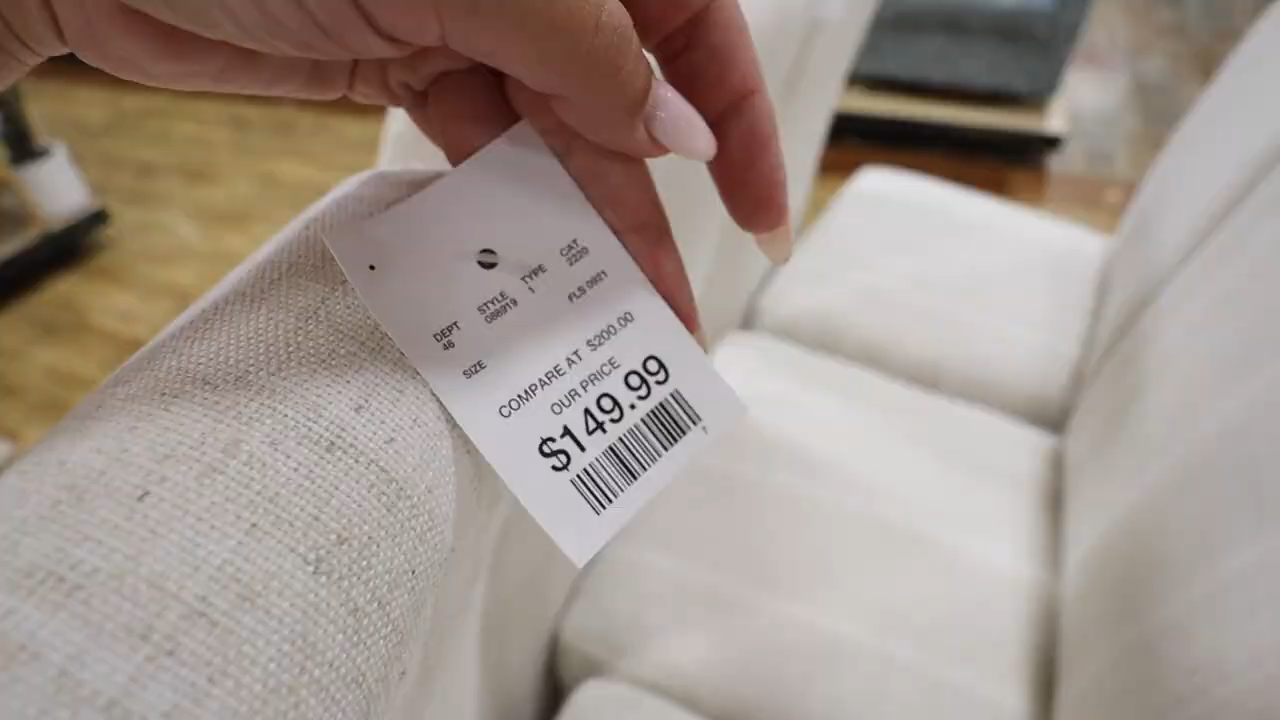 DEPT STYLE TYPE CAT
46 088919 1 2220
SIZE FLS 0921
COMPARE AT $200.00
OUR PRICE
$149.99